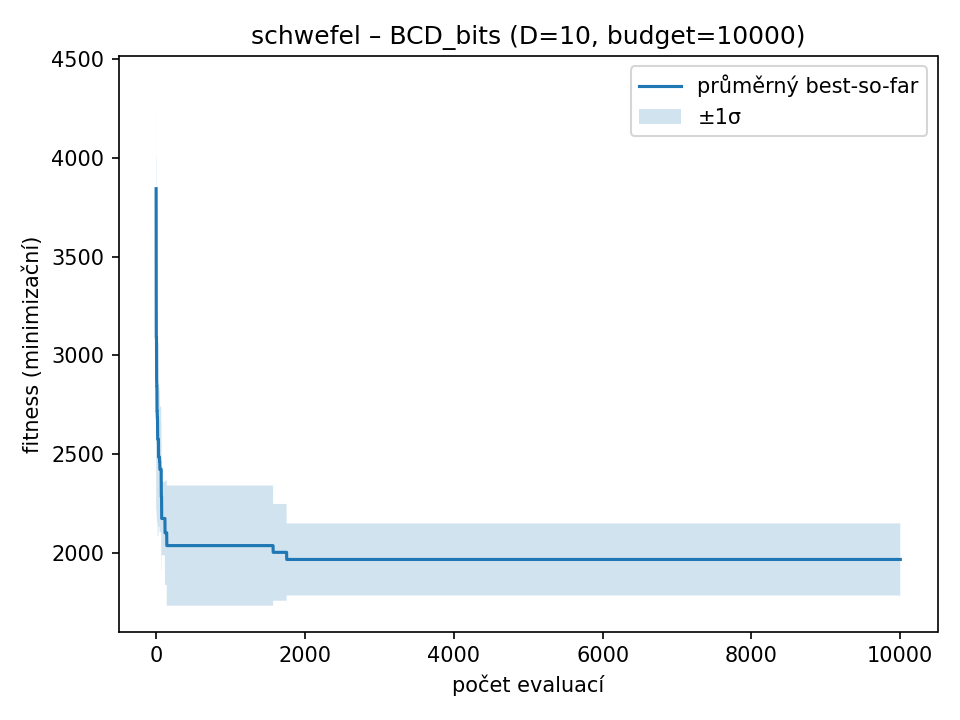 schwefel – BCD_bits (D=10, budget=10000)
4500
4000
3500
3000
2500
2000
fitness (minimizační)
průměrný best-so-far
±1σ
0 2000 4000 6000 8000 10000
počet evaluací